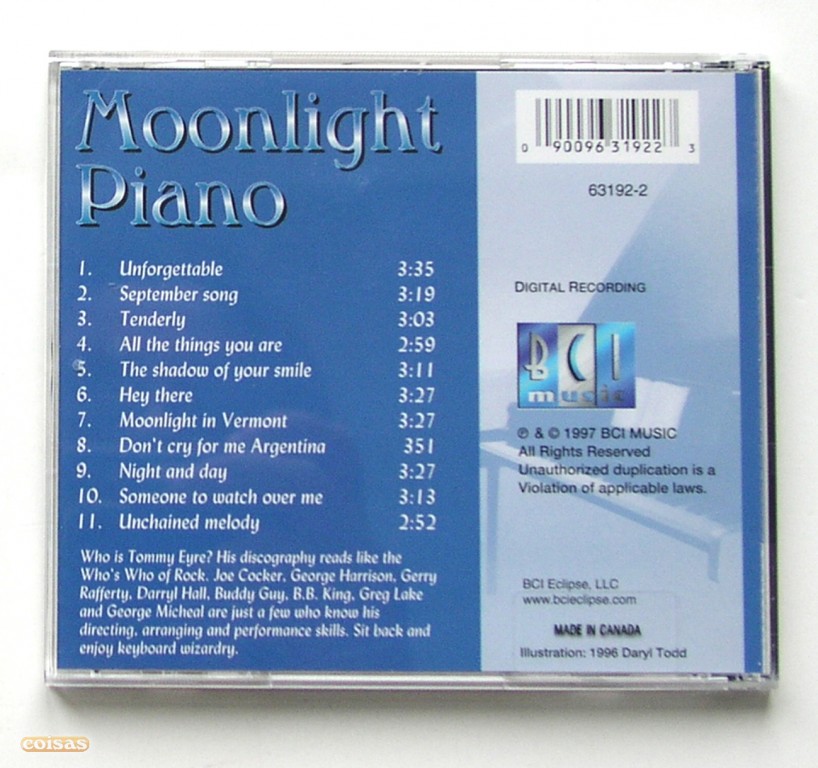 Moonlight
Piano
1. Unforgettable 3:35
2. September song 3:19
3. Tenderly 3:03
4. All the things you are 2:59
5. The shadow of your smile 3:11
6. Hey there 3:27
7. Moonlight in Vermont 3:27
8. Don't cry for me Argentina 351
9. Night and day 3:27
10. Someone to watch over me 3:13
11. Unchained melody 2:52
Who is Tommy Eyre? His discography reads like the
Who's Who of Rock. Joe Cocker, George Harrison, Gerry
Rafferty, Darryl Hall, Buddy Guy, B.B. King, Greg Lake
and George Micheal are just a few who know his
directing, arranging and performance skills. Sit back and
enjoy keyboard wizardry.
0 90096 31922 3
63192-2
DIGITAL RECORDING
BCI
music
℗ & © 1997 BCI MUSIC
All Rights Reserved
Unauthorized duplication is a
Violation of applicable laws.
BCI Eclipse, LLC
www.bcieclipse.com
MADE IN CANADA
Illustration: 1996 Daryl Todd
coisas